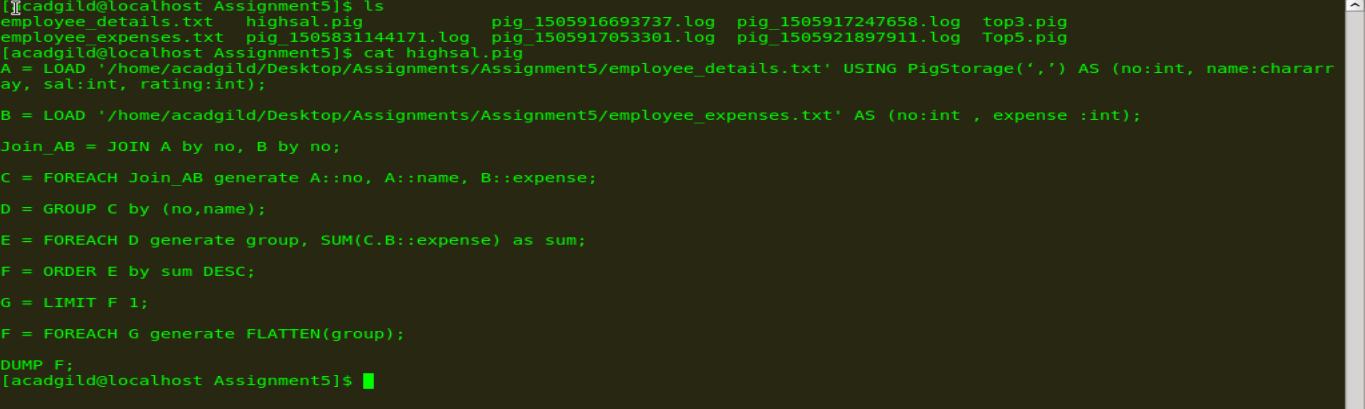 [acadgild@localhost Assignment5]$ ls
employee_details.txt   highsal.pig            pig_1505916693737.log  pig_1505917247658.log  top3.pig
employee_expenses.txt  pig_1505831144171.log  pig_1505917053301.log  pig_1505921897911.log  Top5.pig
[acadgild@localhost Assignment5]$ cat highsal.pig
A = LOAD '/home/acadgild/Desktop/Assignments/Assignment5/employee_details.txt' USING PigStorage(‘,’) AS (no:int, name:chararr
ay, sal:int, rating:int);
B = LOAD '/home/acadgild/Desktop/Assignments/Assignment5/employee_expenses.txt' AS (no:int , expense :int);
Join_AB = JOIN A by no, B by no;
C = FOREACH Join_AB generate A::no, A::name, B::expense;
D = GROUP C by (no,name);
E = FOREACH D generate group, SUM(C.B::expense) as sum;
F = ORDER E by sum DESC;
G = LIMIT F 1;
F = FOREACH G generate FLATTEN(group);
DUMP F;
[acadgild@localhost Assignment5]$